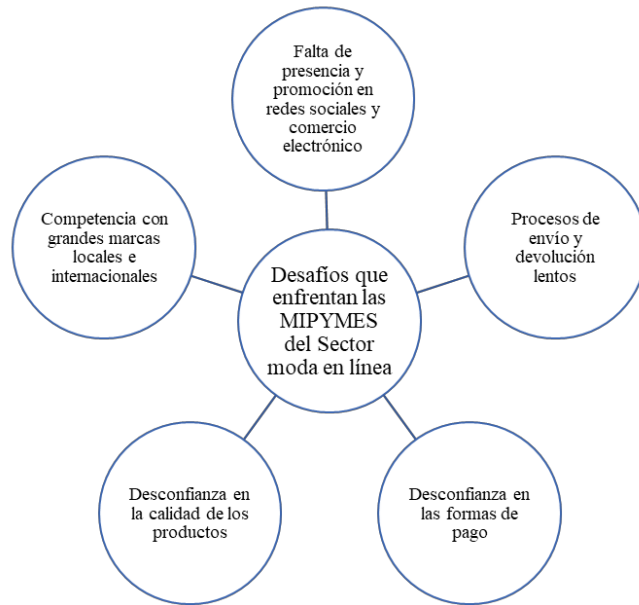 Falta de
presencia y
promoción en
redes sociales y
comercio
electrónico
Competencia con
grandes marcas
locales e
internacionales
Procesos de
envío y
devolución
lentos
Desafíos que
enfrentan las
MIPYMES
del Sector
moda en línea
Desconfianza en
la calidad de los
productos
Desconfianza en
las formas de
pago